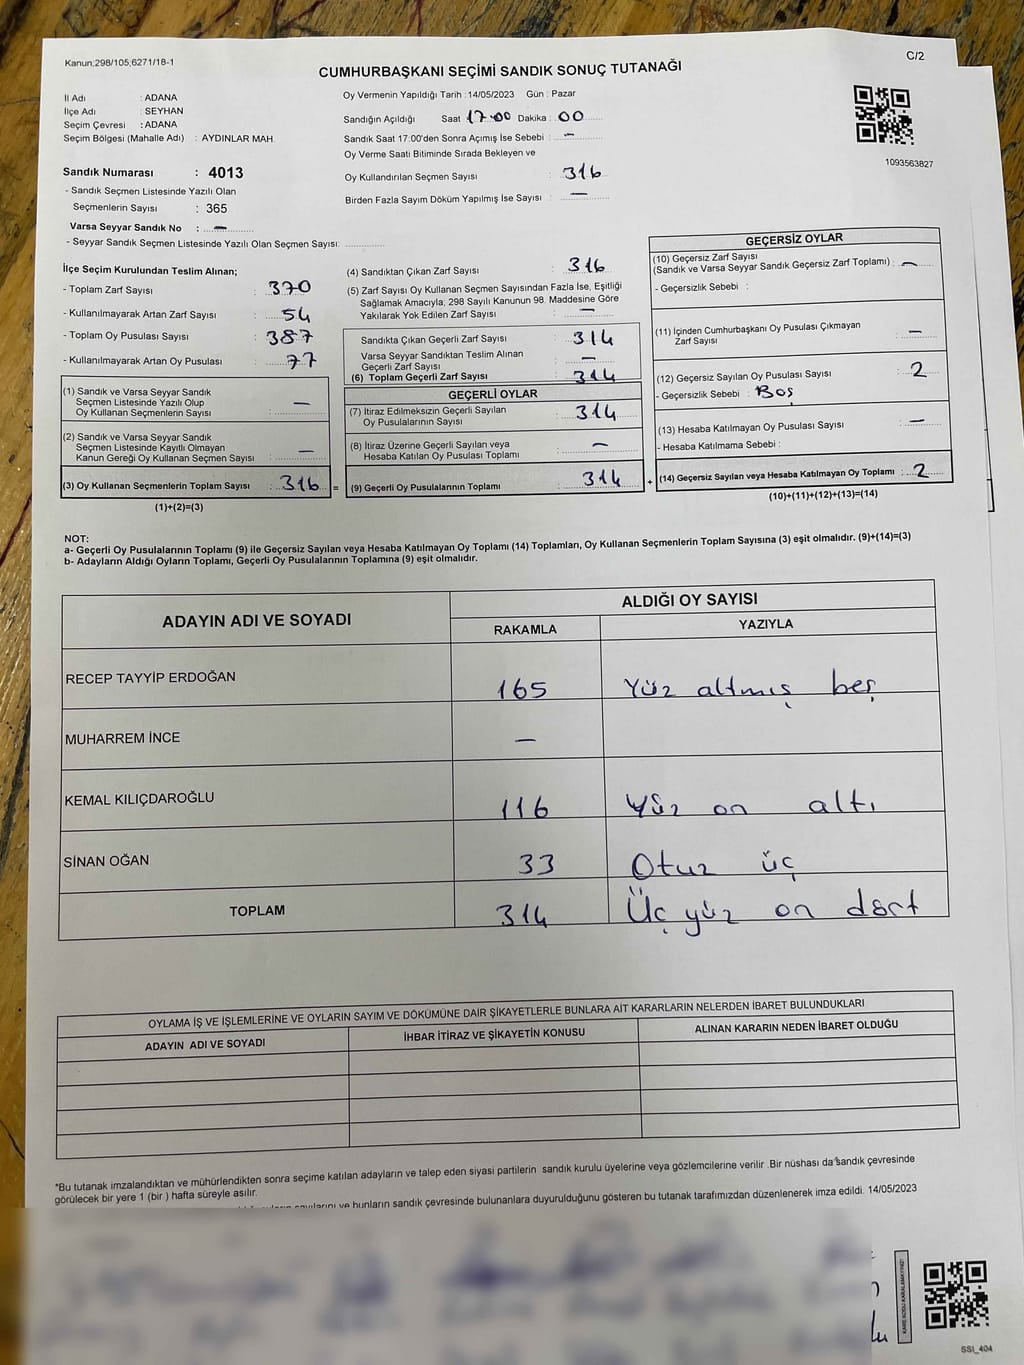 Kanun;298/105;6271/18-1
C/2
CUMHURBAŞKANI SEÇİMİ SANDIK SONUÇ TUTANAĞI
İl Adı : ADANA
İlçe Adı : SEYHAN
Seçim Çevresi : ADANA
Seçim Bölgesi (Mahalle Adı) : AYDINLAR MAH.
Oy Vermenin Yapıldığı Tarih : 14/05/2023 Gün : Pazar
Sandığın Açıldığı Saat 17:00 Dakika : 00
Sandık Saat 17:00'den Sonra Açımış İse Sebebi : –
Oy Verme Saati Bitiminde Sırada Bekleyen ve
Oy Kullandırılan Seçmen Sayısı : 316
Birden Fazla Sayım Döküm Yapılmış İse Sayısı : –
1093563827
Sandık Numarası : 4013
- Sandık Seçmen Listesinde Yazılı Olan
Seçmenlerin Sayısı : 365
Varsa Seyyar Sandık No : –
- Seyyar Sandık Seçmen Listesinde Yazılı Olan Seçmen Sayısı:
İlçe Seçim Kurulundan Teslim Alınan;
- Toplam Zarf Sayısı : 370
- Kullanılmayarak Artan Zarf Sayısı : 54
- Toplam Oy Pusulası Sayısı : 387
- Kullanılmayarak Artan Oy Pusulası : 77
(1) Sandık ve Varsa Seyyar Sandık
Seçmen Listesinde Yazılı Olup
Oy Kullanan Seçmenlerin Sayısı : –
(2) Sandık ve Varsa Seyyar Sandık
Seçmen Listesinde Kayıtlı Olmayan
Kanun Gereği Oy Kullanan Seçmen Sayısı : –
(3) Oy Kullanan Seçmenlerin Toplam Sayısı : 316 =
(1)+(2)=(3)
(4) Sandıktan Çıkan Zarf Sayısı : 316
(5) Zarf Sayısı Oy Kullanan Seçmen Sayısından Fazla İse, Eşitliği
Sağlamak Amacıyla; 298 Sayılı Kanunun 98. Maddesine Göre
Yakılarak Yok Edilen Zarf Sayısı : –
Sandıkta Çıkan Geçerli Zarf Sayısı : 314
Varsa Seyyar Sandıktan Teslim Alınan
Geçerli Zarf Sayısı : –
(6) Toplam Geçerli Zarf Sayısı : 314
GEÇERLİ OYLAR
(7) İtiraz Edilmeksizin Geçerli Sayılan
Oy Pusulalarının Sayısı : 314
(8) İtiraz Üzerine Geçerli Sayılan veya
Hesaba Katılan Oy Pusulası Toplamı : –
(9) Geçerli Oy Pusulalarının Toplamı : 314 +
GEÇERSİZ OYLAR
(10) Geçersiz Zarf Sayısı
(Sandık ve Varsa Seyyar Sandık Geçersiz Zarf Toplamı) : –
- Geçersizlik Sebebi :
(11) İçinden Cumhurbaşkanı Oy Pusulası Çıkmayan
Zarf Sayısı : –
(12) Geçersiz Sayılan Oy Pusulası Sayısı : 2
- Geçersizlik Sebebi : Boş
(13) Hesaba Katılmayan Oy Pusulası Sayısı : –
- Hesaba Katılmama Sebebi :
(14) Geçersiz Sayılan veya Hesaba Katılmayan Oy Toplamı : 2
(10)+(11)+(12)+(13)=(14)
NOT:
a- Geçerli Oy Pusulalarının Toplamı (9) ile Geçersiz Sayılan veya Hesaba Katılmayan Oy Toplamı (14) Toplamları, Oy Kullanan Seçmenlerin Toplam Sayısına (3) eşit olmalıdır. (9)+(14)=(3)
b- Adayların Aldığı Oyların Toplamı, Geçerli Oy Pusulalarının Toplamına (9) eşit olmalıdır.
ADAYIN ADI VE SOYADI
ALDIĞI OY SAYISI
RAKAMLA YAZIYLA
RECEP TAYYİP ERDOĞAN 165 Yüz altmış beş
MUHARREM İNCE –
KEMAL KILIÇDAROĞLU 116 Yüz on altı
SİNAN OĞAN 33 Otuz üç
TOPLAM 314 Üç yüz on dört
OYLAMA İŞ VE İŞLEMLERİNE VE OYLARIN SAYIM VE DÖKÜMÜNE DAİR ŞİKAYETLERLE BUNLARA AİT KARARLARIN NELERDEN İBARET BULUNDUKLARI
ADAYIN ADI VE SOYADI İHBAR İTİRAZ VE ŞİKAYETİN KONUSU ALINAN KARARIN NEDEN İBARET OLDUĞU
*Bu tutanak imzalandıktan ve mühürlendikten sonra seçime katılan adayların ve talep eden siyasi partilerin sandık kurulu üyelerine veya gözlemcilerine verilir .Bir nüshası da sandık çevresinde
görülecek bir yere 1 (bir ) hafta süreyle asılır.
ve bunların sandık çevresinde bulunanlara duyurulduğunu gösteren bu tutanak tarafımızdan düzenlenerek imza edildi. 14/05/2023
KARE KODU KARALAMAYINIZ!
SSI_404